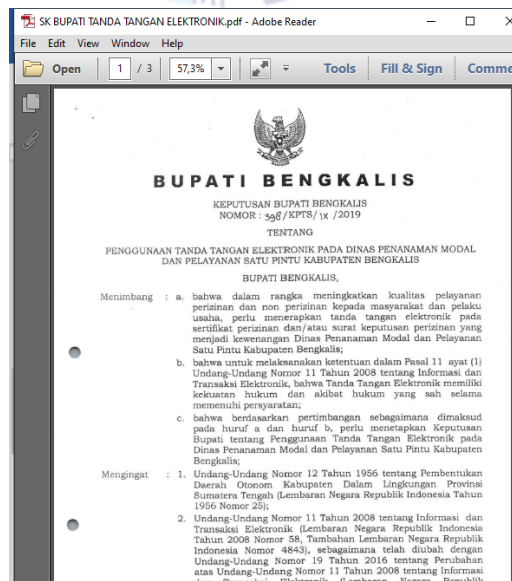 SK BUPATI TANDA TANGAN ELEKTRONIK.pdf - Adobe Reader
File Edit View Window Help
Open 1 / 3 57,3% Tools Fill & Sign Comme
BUPATI BENGKALIS
KEPUTUSAN BUPATI BENGKALIS
NOMOR : 398/KPTS/IX /2019
TENTANG
PENGGUNAAN TANDA TANGAN ELEKTRONIK PADA DINAS PENANAMAN MODAL
DAN PELAYANAN SATU PINTU KABUPATEN BENGKALIS
BUPATI BENGKALIS,
Menimbang : a. bahwa dalam rangka meningkatkan kualitas pelayanan
perizinan dan non perizinan kepada masyarakat dan pelaku
usaha, perlu menerapkan tanda tangan elektronik pada
sertifikat perizinan dan/atau surat keputusan perizinan yang
menjadi kewenangan Dinas Penanaman Modal dan Pelayanan
Satu Pintu Kabupaten Bengkalis;
b. bahwa untuk melaksanakan ketentuan dalam Pasal 11 ayat (1)
Undang-Undang Nomor 11 Tahun 2008 tentang Informasi dan
Transaksi Elektronik, bahwa Tanda Tangan Elektronik memiliki
kekuatan hukum dan akibat hukum yang sah selama
memenuhi persyaratan;
c. bahwa berdasarkan pertimbangan sebagaimana dimaksud
pada huruf a dan huruf b, perlu menetapkan Keputusan
Bupati tentang Penggunaan Tanda Tangan Elektronik pada
Dinas Penanaman Modal dan Pelayanan Satu Pintu Kabupaten
Bengkalis;
Mengingat : 1. Undang-Undang Nomor 12 Tahun 1956 tentang Pembentukan
Daerah Otonom Kabupaten Dalam Lingkungan Provinsi
Sumatera Tengah (Lembaran Negara Republik Indonesia Tahun
1956 Nomor 25);
2. Undang-Undang Nomor 11 Tahun 2008 tentang Informasi dan
Transaksi Elektronik (Lembaran Negara Republik Indonesia
Tahun 2008 Nomor 58, Tambahan Lembaran Negara Republik
Indonesia Nomor 4843), sebagaimana telah diubah dengan
Undang-Undang Nomor 19 Tahun 2016 tentang Perubahan
atas Undang-Undang Nomor 11 Tahun 2008 tentang Informasi
dan Transaksi Elektronik (Lembaran Negara Republik